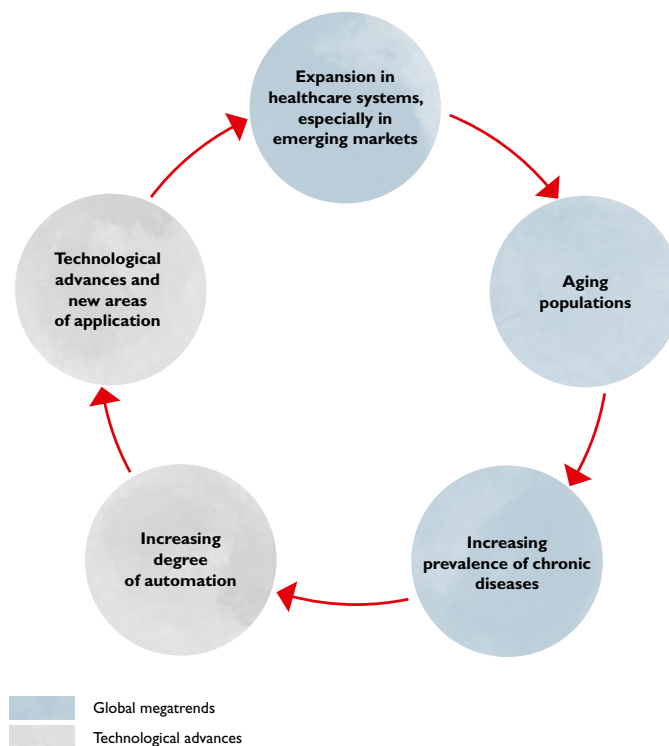 Expansion in
healthcare systems,
especially in
emerging markets
Aging
populations
Increasing
prevalence of chronic
diseases
Increasing
degree
of automation
Technological
advances and
new areas
of application
Global megatrends
Technological advances